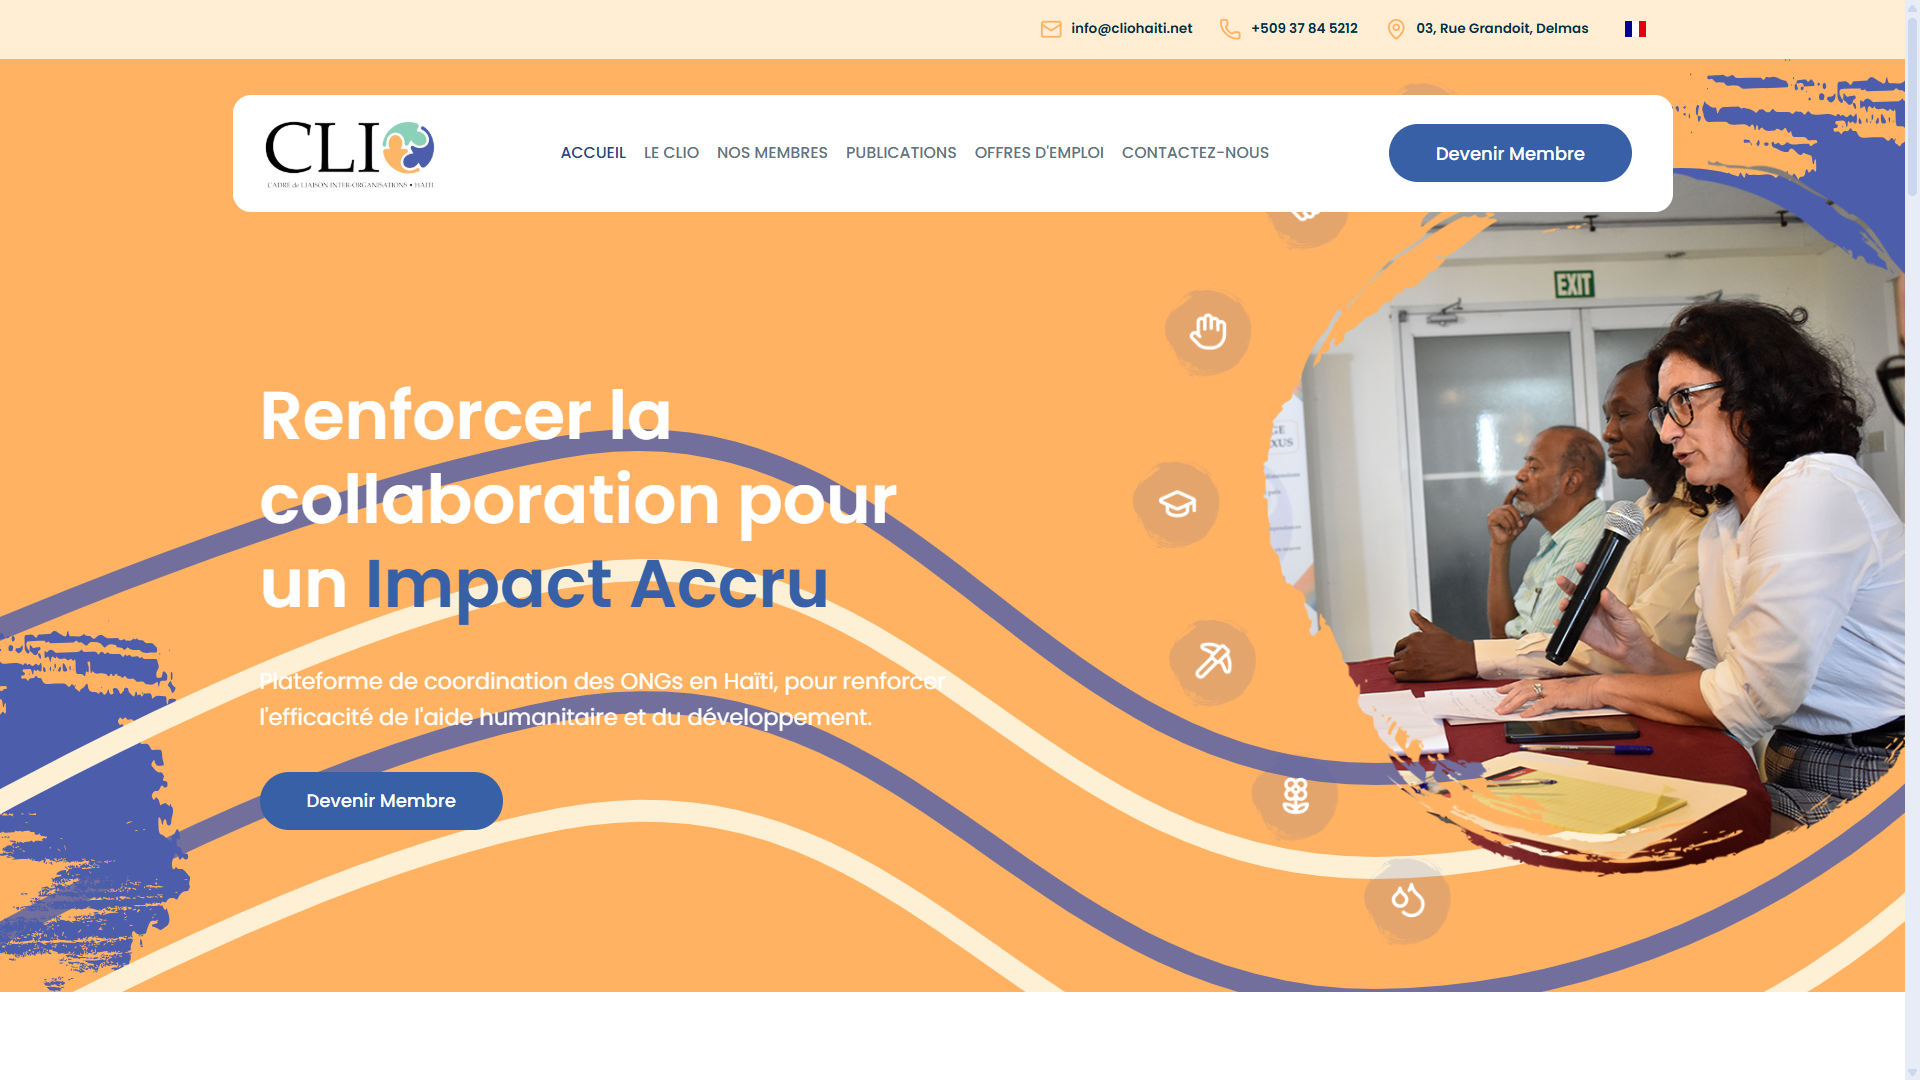 info@cliohaiti.net
+509 37 84 5212
03, Rue Grandoit, Delmas
CLIO
CADRE de LIAISON INTER-ORGANISATIONS • HAITI
ACCUEIL
LE CLIO
NOS MEMBRES
PUBLICATIONS
OFFRES D'EMPLOI
CONTACTEZ-NOUS
Devenir Membre
EXIT
Renforcer la
collaboration pour
un Impact Accru
Plateforme de coordination des ONGs en Haïti, pour renforcer
l'efficacité de l'aide humanitaire et du développement.
Devenir Membre